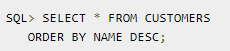 SQL> SELECT * FROM CUSTOMERS
ORDER BY NAME DESC;